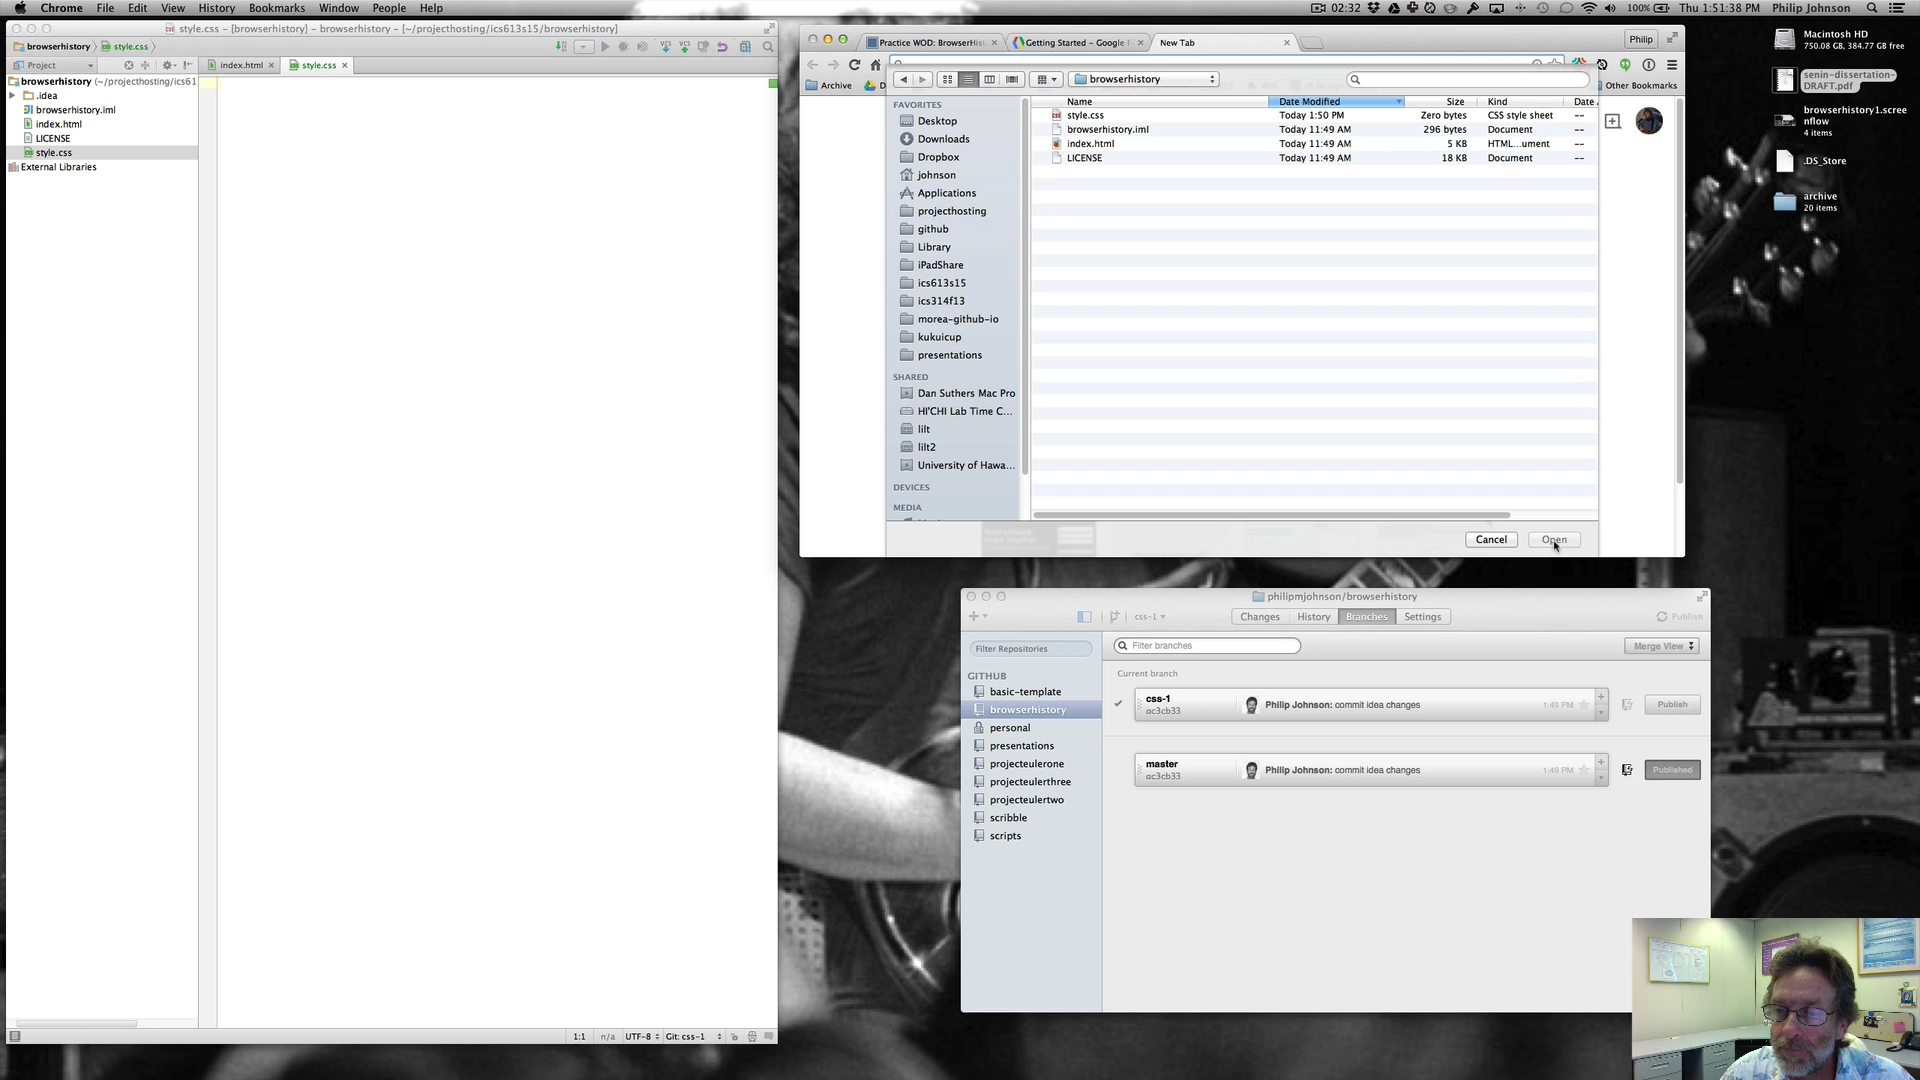 Chrome File Edit View History Bookmarks Window People Help
02:32 100% Thu 1:51:38 PM Philip Johnson
style.css – [browserhistory] – browserhistory – [~/projecthosting/ics613s15/browserhistory]
browserhistory style.css
Project
index.html style.css
browserhistory (~/projecthosting/ics61
.idea
browserhistory.iml
index.html
LICENSE
style.css
External Libraries
1:1 n/a UTF-8 Git: css-1
Practice WOD: BrowserHis Getting Started – Google F New Tab Philip
Archive Other Bookmarks
browserhistory
FAVORITES
Desktop
Downloads
Dropbox
johnson
Applications
projecthosting
github
Library
iPadShare
ics613s15
ics314f13
morea-github-io
kukuicup
presentations
SHARED
Dan Suthers Mac Pro
HI'CHI Lab Time C...
lilt
lilt2
University of Hawa...
DEVICES
MEDIA
Name Date Modified Size Kind Date
style.css Today 1:50 PM Zero bytes CSS style sheet --
browserhistory.iml Today 11:49 AM 296 bytes Document --
index.html Today 11:49 AM 5 KB HTML...ument --
LICENSE Today 11:49 AM 18 KB Document --
Cancel Open
philipmjohnson/browserhistory
css-1 Changes History Branches Settings Publish
Filter Repositories
GITHUB
basic-template
browserhistory
personal
presentations
projecteulerone
projecteulerthree
projecteulertwo
scribble
scripts
Filter branches Merge View
Current branch
css-1
ac3cb33
Philip Johnson: commit idea changes 1:49 PM Publish
master
ac3cb33
Philip Johnson: commit idea changes 1:49 PM Published
Macintosh HD
750.08 GB, 384.77 GB free
senin-dissertation-
DRAFT.pdf
browserhistory1.scree
nflow
4 items
.DS_Store
archive
20 items